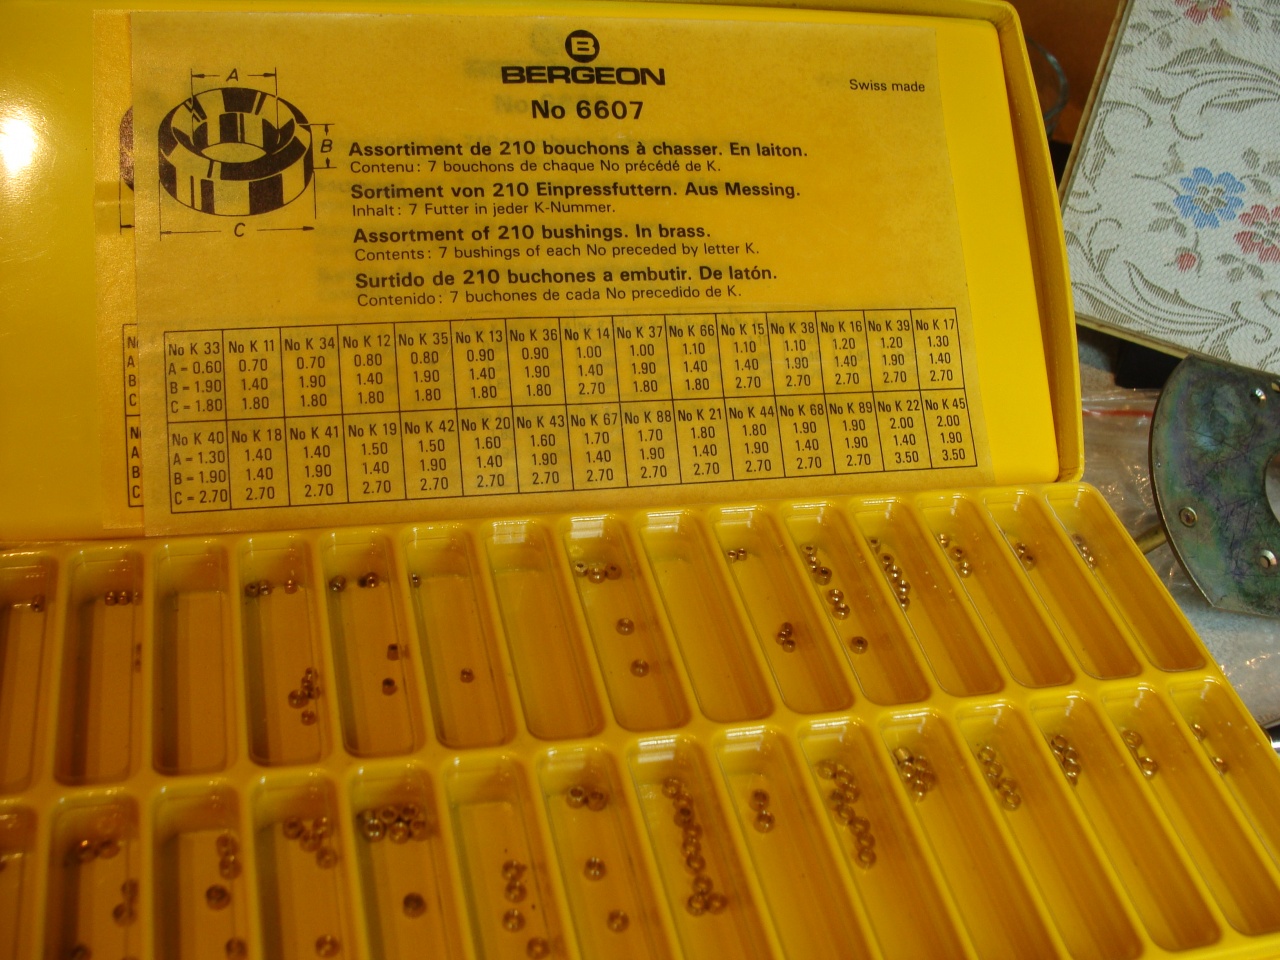 B
BERGEON
No 6607
Swiss made
A
B
C
Assortiment de 210 bouchons à chasser. En laiton.
Contenu: 7 bouchons de chaque No précédé de K.
Sortiment von 210 Einpressfuttern. Aus Messing.
Inhalt: 7 Futter in jeder K-Nummer.
Assortment of 210 bushings. In brass.
Contents: 7 bushings of each No preceded by letter K.
Surtido de 210 buchones a embutir. De latón.
Contenido: 7 buchones de cada No precedido de K.
No K 33 No K 11 No K 34 No K 12 No K 35 No K 13 No K 36 No K 14 No K 37 No K 66 No K 15 No K 38 No K 16 No K 39 No K 17
A = 0.60 0.70 0.70 0.80 0.80 0.90 0.90 1.00 1.00 1.10 1.10 1.10 1.20 1.20 1.30
B = 1.90 1.40 1.90 1.40 1.90 1.40 1.90 1.40 1.90 1.40 1.40 1.90 1.40 1.90 1.40
C = 1.80 1.80 1.80 1.80 1.80 1.80 1.80 2.70 1.80 1.80 2.70 2.70 2.70 2.70 2.70
No K 40 No K 18 No K 41 No K 19 No K 42 No K 20 No K 43 No K 67 No K 88 No K 21 No K 44 No K 68 No K 89 No K 22 No K 45
A = 1.30 1.40 1.40 1.50 1.50 1.60 1.60 1.70 1.70 1.80 1.80 1.90 1.90 2.00 2.00
B = 1.90 1.40 1.90 1.40 1.90 1.40 1.90 1.40 1.90 1.40 1.90 1.40 1.90 1.40 1.90
C = 2.70 2.70 2.70 2.70 2.70 2.70 2.70 2.70 2.70 2.70 2.70 2.70 2.70 3.50 3.50